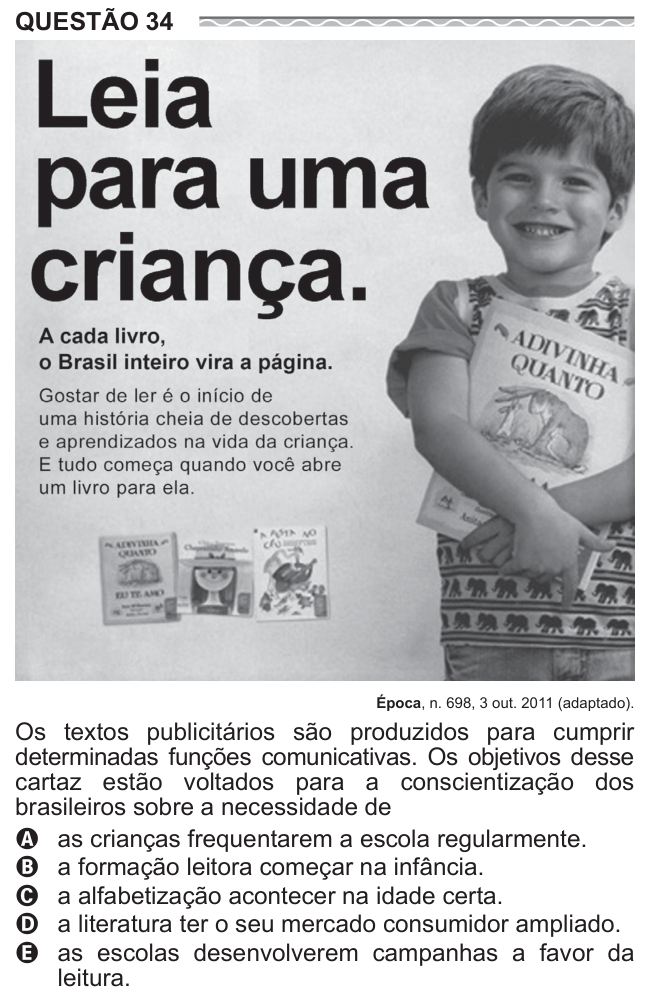 QUESTÃO 34
Leia
para uma
criança.
A cada livro,
o Brasil inteiro vira a página.
Gostar de ler é o início de
uma história cheia de descobertas
e aprendizados na vida da criança.
E tudo começa quando você abre
um livro para ela.
ADIVINHA
QUANTO
ADIVINHA
QUANTO
EU TE AMO
A FESTA NO
CÉU
Época, n. 698, 3 out. 2011 (adaptado).
Os textos publicitários são produzidos para cumprir
determinadas funções comunicativas. Os objetivos desse
cartaz estão voltados para a conscientização dos
brasileiros sobre a necessidade de
A as crianças frequentarem a escola regularmente.
B a formação leitora começar na infância.
C a alfabetização acontecer na idade certa.
D a literatura ter o seu mercado consumidor ampliado.
E as escolas desenvolverem campanhas a favor da
leitura.